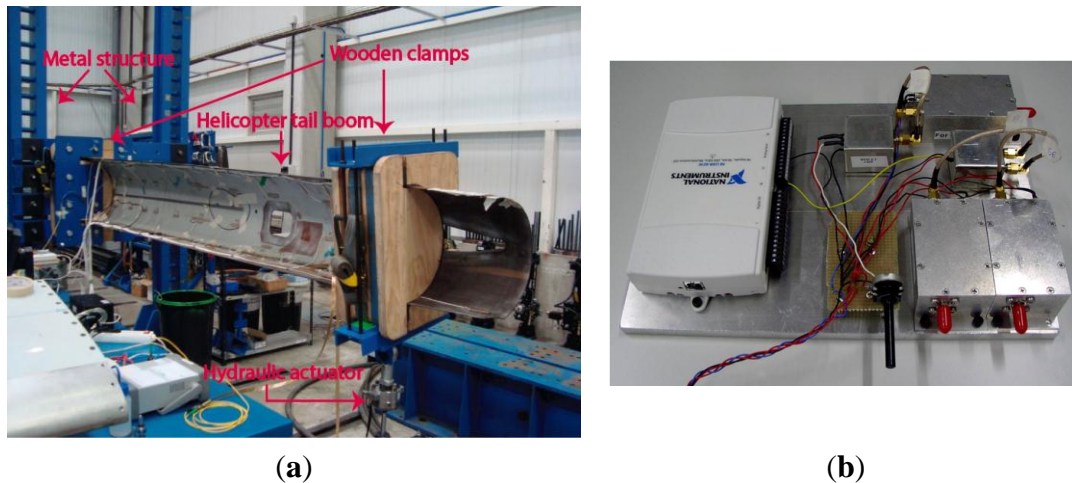 Metal structure
Wooden clamps
Helicopter tail boom
Hydraulic actuator
NATIONAL
INSTRUMENTS
(a)
(b)